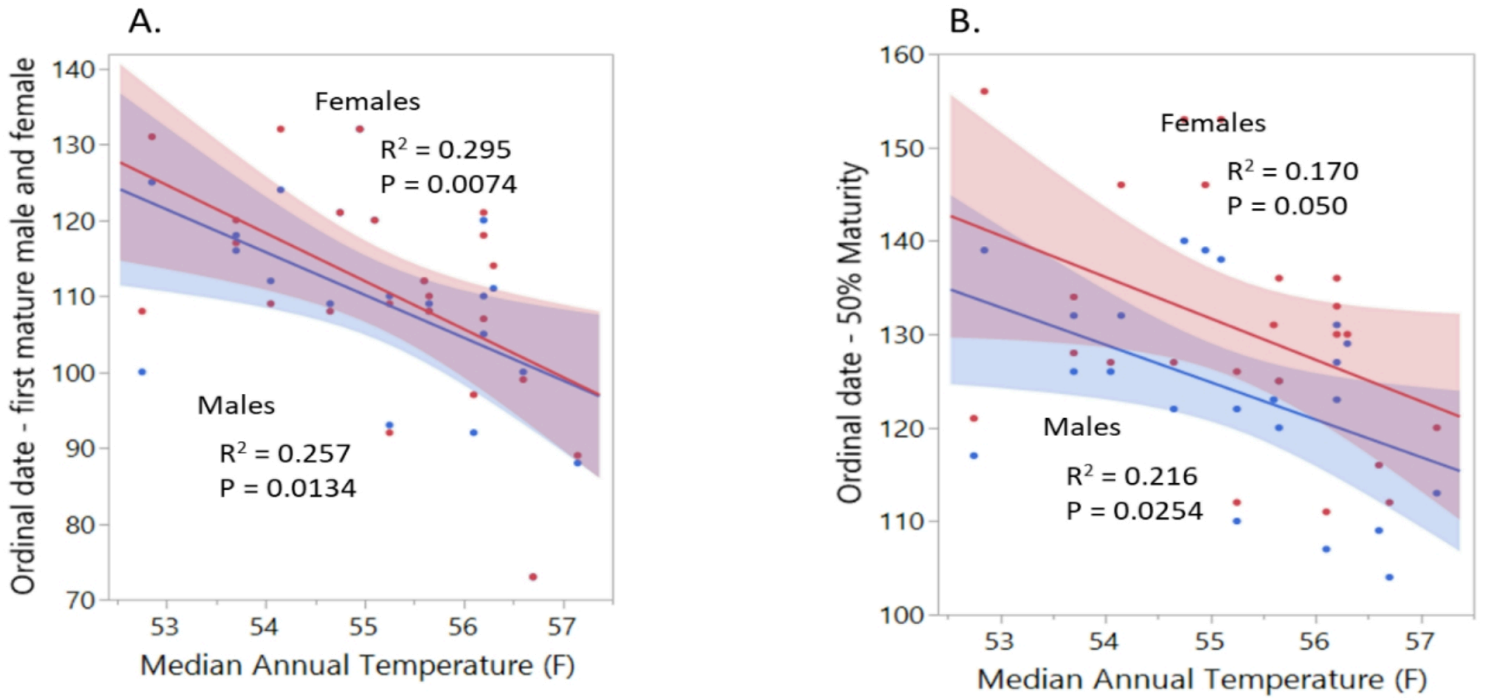 A.
Ordinal date - first mature male and female
140
130
120
110
100
90
80
70
Females
R² = 0.295
P = 0.0074
Males
R² = 0.257
P = 0.0134
53 54 55 56 57
Median Annual Temperature (F)
B.
Ordinal date - 50% Maturity
160
150
140
130
120
110
100
Females
R² = 0.170
P = 0.050
Males
R² = 0.216
P = 0.0254
53 54 55 56 57
Median Annual Temperature (F)